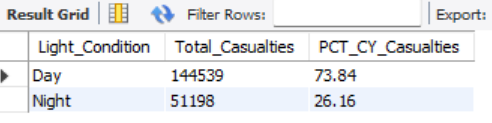 Result Grid Filter Rows: Export:
Light_Condition Total_Casualties PCT_CY_Casualties
Day 144539 73.84
Night 51198 26.16